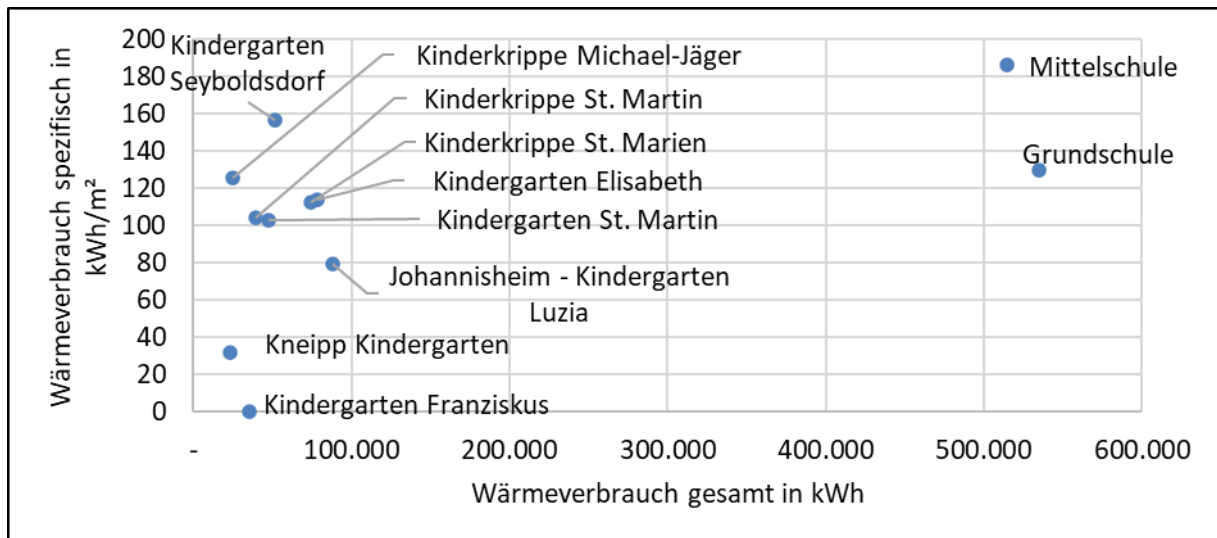 Wärmeverbrauch spezifisch in
kWh/m²
200
180
160
140
120
100
80
60
40
20
0
Kindergarten
Seyboldsdorf
Kinderkrippe Michael-Jäger
Kinderkrippe St. Martin
Kinderkrippe St. Marien
Kindergarten Elisabeth
Kindergarten St. Martin
Johannisheim - Kindergarten
Luzia
Kneipp Kindergarten
Kindergarten Franziskus
Mittelschule
Grundschule
-
100.000
200.000
300.000
400.000
500.000
600.000
Wärmeverbrauch gesamt in kWh